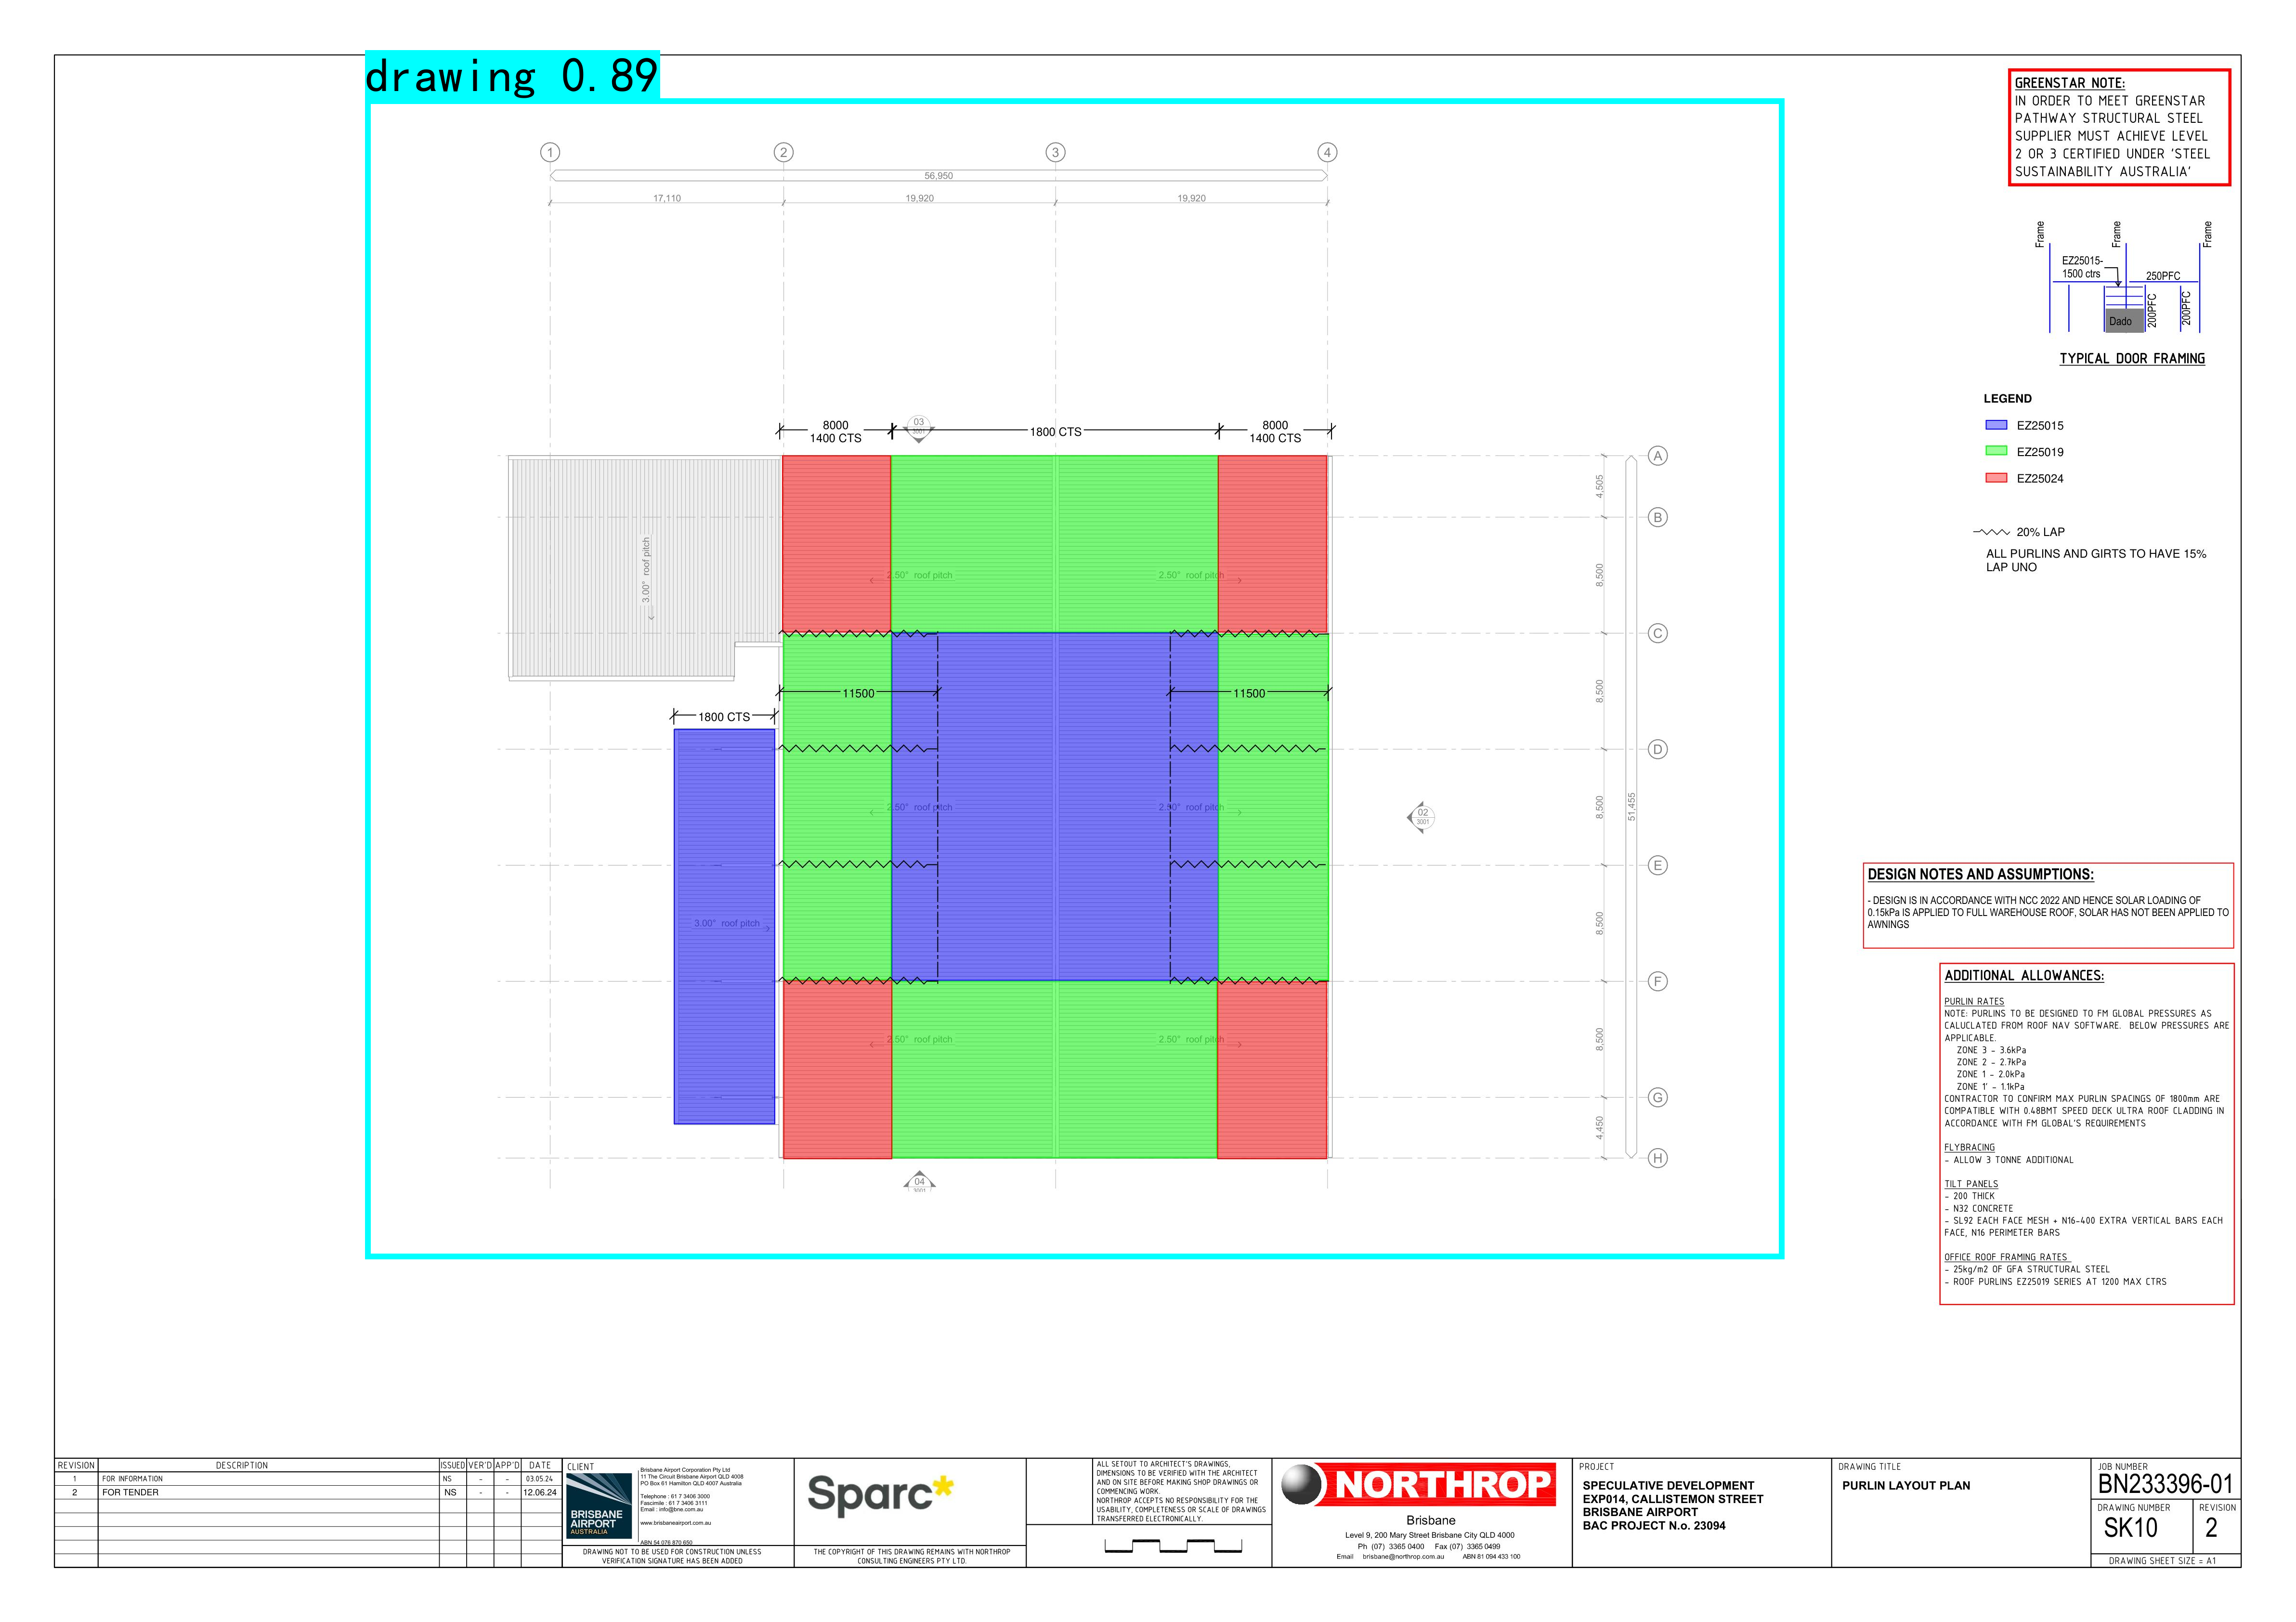 drawing 0.89
1
2
3
4
56,950
17,110
19,920
19,920
8000
1400 CTS
03
3001
1800 CTS
8000
1400 CTS
A
B
C
D
E
F
G
H
4,505
8,500
8,500
8,500
8,500
8,500
4,450
51,455
3.00° roof pitch
2.50° roof pitch
2.50° roof pitch
11500
11500
1800 CTS
2.50° roof pitch
2.50° roof pitch
02
3001
3.00° roof pitch
2.50° roof pitch
2.50° roof pitch
04
3001
GREENSTAR NOTE:
IN ORDER TO MEET GREENSTAR
PATHWAY STRUCTURAL STEEL
SUPPLIER MUST ACHIEVE LEVEL
2 OR 3 CERTIFIED UNDER 'STEEL
SUSTAINABILITY AUSTRALIA'
Frame
Frame
Frame
EZ25015-
1500 ctrs
250PFC
200PFC
200PFC
Dado
TYPICAL DOOR FRAMING
LEGEND
EZ25015
EZ25019
EZ25024
20% LAP
ALL PURLINS AND GIRTS TO HAVE 15%
LAP UNO
DESIGN NOTES AND ASSUMPTIONS:
- DESIGN IS IN ACCORDANCE WITH NCC 2022 AND HENCE SOLAR LOADING OF
0.15kPa IS APPLIED TO FULL WAREHOUSE ROOF, SOLAR HAS NOT BEEN APPLIED TO
AWNINGS
ADDITIONAL ALLOWANCES:
PURLIN RATES
NOTE: PURLINS TO BE DESIGNED TO FM GLOBAL PRESSURES AS
CALUCLATED FROM ROOF NAV SOFTWARE. BELOW PRESSURES ARE
APPLICABLE.
ZONE 3 - 3.6kPa
ZONE 2 - 2.7kPa
ZONE 1 - 2.0kPa
ZONE 1' - 1.1kPa
CONTRACTOR TO CONFIRM MAX PURLIN SPACINGS OF 1800mm ARE
COMPATIBLE WITH 0.48BMT SPEED DECK ULTRA ROOF CLADDING IN
ACCORDANCE WITH FM GLOBAL'S REQUIREMENTS
FLYBRACING
- ALLOW 3 TONNE ADDITIONAL
TILT PANELS
- 200 THICK
- N32 CONCRETE
- SL92 EACH FACE MESH + N16-400 EXTRA VERTICAL BARS EACH
FACE, N16 PERIMETER BARS
OFFICE ROOF FRAMING RATES
- 25kg/m2 OF GFA STRUCTURAL STEEL
- ROOF PURLINS EZ25019 SERIES AT 1200 MAX CTRS
REVISION DESCRIPTION ISSUED VER'D APP'D DATE
1 FOR INFORMATION NS - - 03.05.24
2 FOR TENDER NS - - 12.06.24
CLIENT
BRISBANE
AIRPORT
AUSTRALIA
Brisbane Airport Corporation Pty Ltd
11 The Circuit Brisbane Airport QLD 4008
PO Box 61 Hamilton QLD 4007 Australia
Telephone : 61 7 3406 3000
Fascimile : 61 7 3406 3111
Email : info@bne.com.au
www.brisbaneairport.com.au
ABN 54 076 870 650
DRAWING NOT TO BE USED FOR CONSTRUCTION UNLESS
VERIFICATION SIGNATURE HAS BEEN ADDED
Sparc*
THE COPYRIGHT OF THIS DRAWING REMAINS WITH NORTHROP
CONSULTING ENGINEERS PTY LTD.
ALL SETOUT TO ARCHITECT'S DRAWINGS,
DIMENSIONS TO BE VERIFIED WITH THE ARCHITECT
AND ON SITE BEFORE MAKING SHOP DRAWINGS OR
COMMENCING WORK.
NORTHROP ACCEPTS NO RESPONSIBILITY FOR THE
USABILITY, COMPLETENESS OR SCALE OF DRAWINGS
TRANSFERRED ELECTRONICALLY.
NORTHROP
Brisbane
Level 9, 200 Mary Street Brisbane City QLD 4000
Ph (07) 3365 0400 Fax (07) 3365 0499
Email brisbane@northrop.com.au ABN 81 094 433 100
PROJECT
SPECULATIVE DEVELOPMENT
EXP014, CALLISTEMON STREET
BRISBANE AIRPORT
BAC PROJECT N.o. 23094
DRAWING TITLE
PURLIN LAYOUT PLAN
JOB NUMBER
BN233396-01
DRAWING NUMBER
SK10
REVISION
2
DRAWING SHEET SIZE = A1